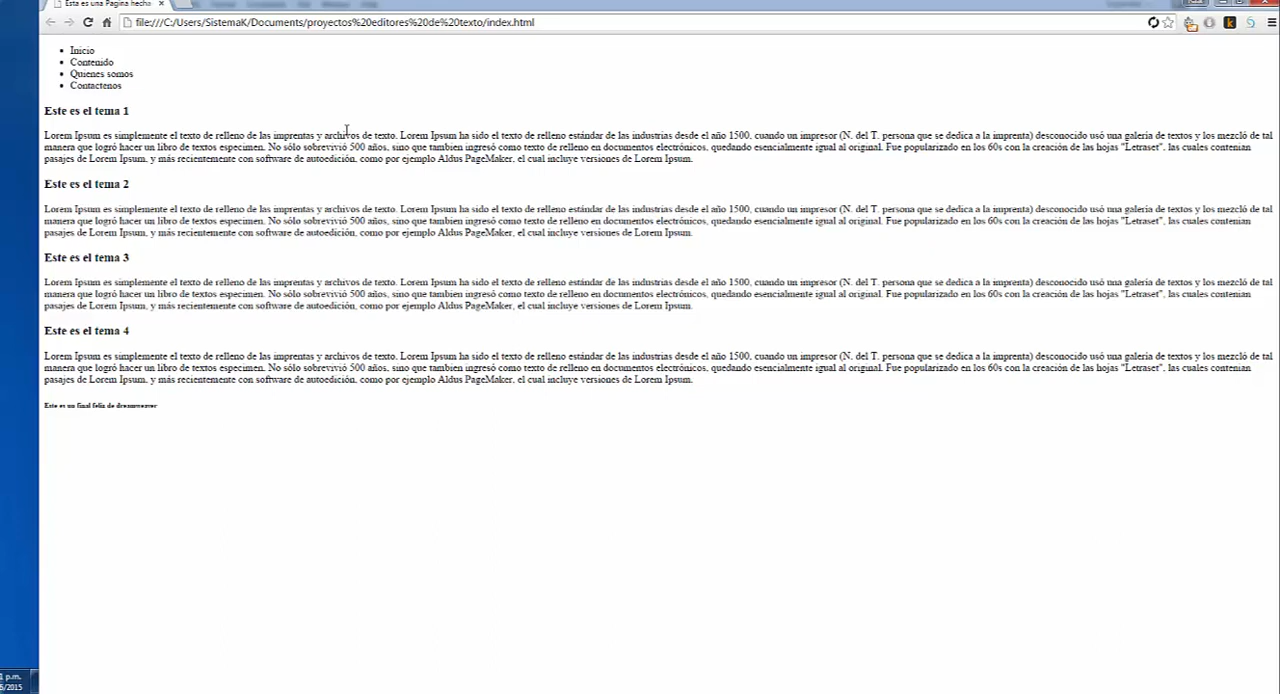 Esta es una Pagina hecha
file:///C:/Users/SistemaK/Documents/proyectos%20editores%20de%20texto/index.html
Inicio
Contenido
Quienes somos
Contactenos
Este es el tema 1
Lorem Ipsum es simplemente el texto de relleno de las imprentas y archivos de texto. Lorem Ipsum ha sido el texto de relleno estándar de las industrias desde el año 1500, cuando un impresor (N. del T. persona que se dedica a la imprenta) desconocido usó una galería de textos y los mezcló de tal
manera que logró hacer un libro de textos especimen. No sólo sobrevivió 500 años, sino que tambien ingresó como texto de relleno en documentos electrónicos, quedando esencialmente igual al original. Fue popularizado en los 60s con la creación de las hojas "Letraset", las cuales contenian
pasajes de Lorem Ipsum, y más recientemente con software de autoedición, como por ejemplo Aldus PageMaker, el cual incluye versiones de Lorem Ipsum.
Este es el tema 2
Lorem Ipsum es simplemente el texto de relleno de las imprentas y archivos de texto. Lorem Ipsum ha sido el texto de relleno estándar de las industrias desde el año 1500, cuando un impresor (N. del T. persona que se dedica a la imprenta) desconocido usó una galería de textos y los mezcló de tal
manera que logró hacer un libro de textos especimen. No sólo sobrevivió 500 años, sino que tambien ingresó como texto de relleno en documentos electrónicos, quedando esencialmente igual al original. Fue popularizado en los 60s con la creación de las hojas "Letraset", las cuales contenian
pasajes de Lorem Ipsum, y más recientemente con software de autoedición, como por ejemplo Aldus PageMaker, el cual incluye versiones de Lorem Ipsum.
Este es el tema 3
Lorem Ipsum es simplemente el texto de relleno de las imprentas y archivos de texto. Lorem Ipsum ha sido el texto de relleno estándar de las industrias desde el año 1500, cuando un impresor (N. del T. persona que se dedica a la imprenta) desconocido usó una galería de textos y los mezcló de tal
manera que logró hacer un libro de textos especimen. No sólo sobrevivió 500 años, sino que tambien ingresó como texto de relleno en documentos electrónicos, quedando esencialmente igual al original. Fue popularizado en los 60s con la creación de las hojas "Letraset", las cuales contenian
pasajes de Lorem Ipsum, y más recientemente con software de autoedición, como por ejemplo Aldus PageMaker, el cual incluye versiones de Lorem Ipsum.
Este es el tema 4
Lorem Ipsum es simplemente el texto de relleno de las imprentas y archivos de texto. Lorem Ipsum ha sido el texto de relleno estándar de las industrias desde el año 1500, cuando un impresor (N. del T. persona que se dedica a la imprenta) desconocido usó una galería de textos y los mezcló de tal
manera que logró hacer un libro de textos especimen. No sólo sobrevivió 500 años, sino que tambien ingresó como texto de relleno en documentos electrónicos, quedando esencialmente igual al original. Fue popularizado en los 60s con la creación de las hojas "Letraset", las cuales contenian
pasajes de Lorem Ipsum, y más recientemente con software de autoedición, como por ejemplo Aldus PageMaker, el cual incluye versiones de Lorem Ipsum.
Este es un final feliz de dreamweaver
1 p.m.
5/2015